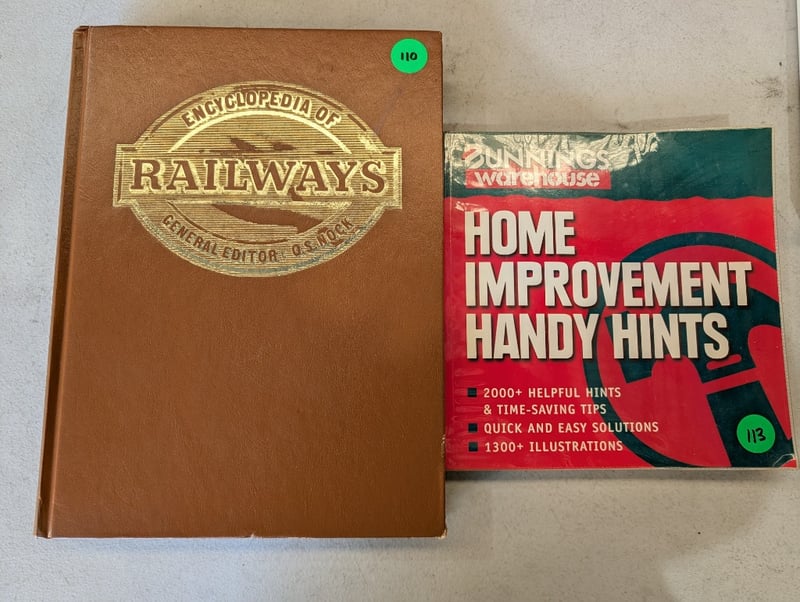 110
ENCYCLOPEDIA OF
RAILWAYS
GENERAL EDITOR: O.S. NOCK
BUNNINGS
warehouse
HOME
IMPROVEMENT
HANDY HINTS
2000+ HELPFUL HINTS
& TIME-SAVING TIPS
QUICK AND EASY SOLUTIONS
1300+ ILLUSTRATIONS
113